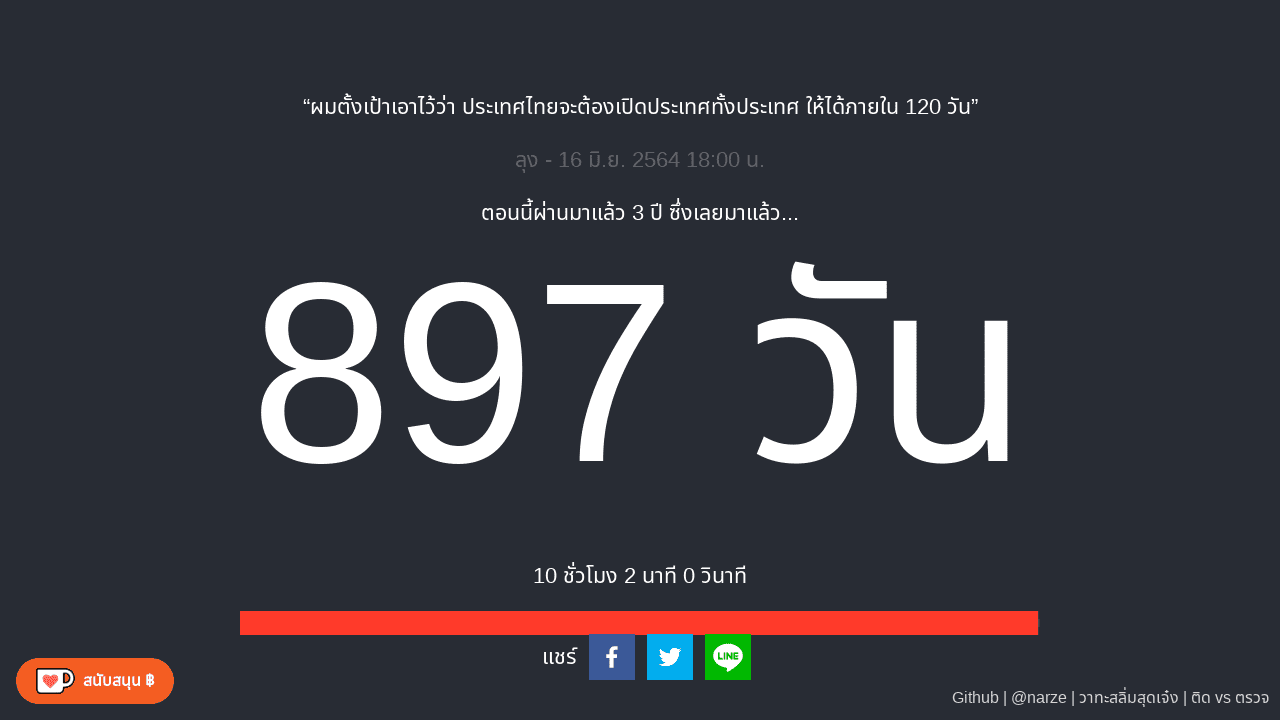 “ผมตั้งเป้าเอาไว้ว่า ประเทศไทยจะต้องเปิดประเทศทั้งประเทศ ให้ได้ภายใน 120 วัน”
ลุง - 16 มิ.ย. 2564 18:00 น.
ตอนนี้ผ่านมาแล้ว 3 ปี ซึ่งเลยมาแล้ว...
897 วัน
10 ชั่วโมง 2 นาที 0 วินาที
แชร์
LINE
สนับสนุน ฿
Github | @narze | วาทะสลิ่มสุดเจ๋ง | ติด vs ตรวจ